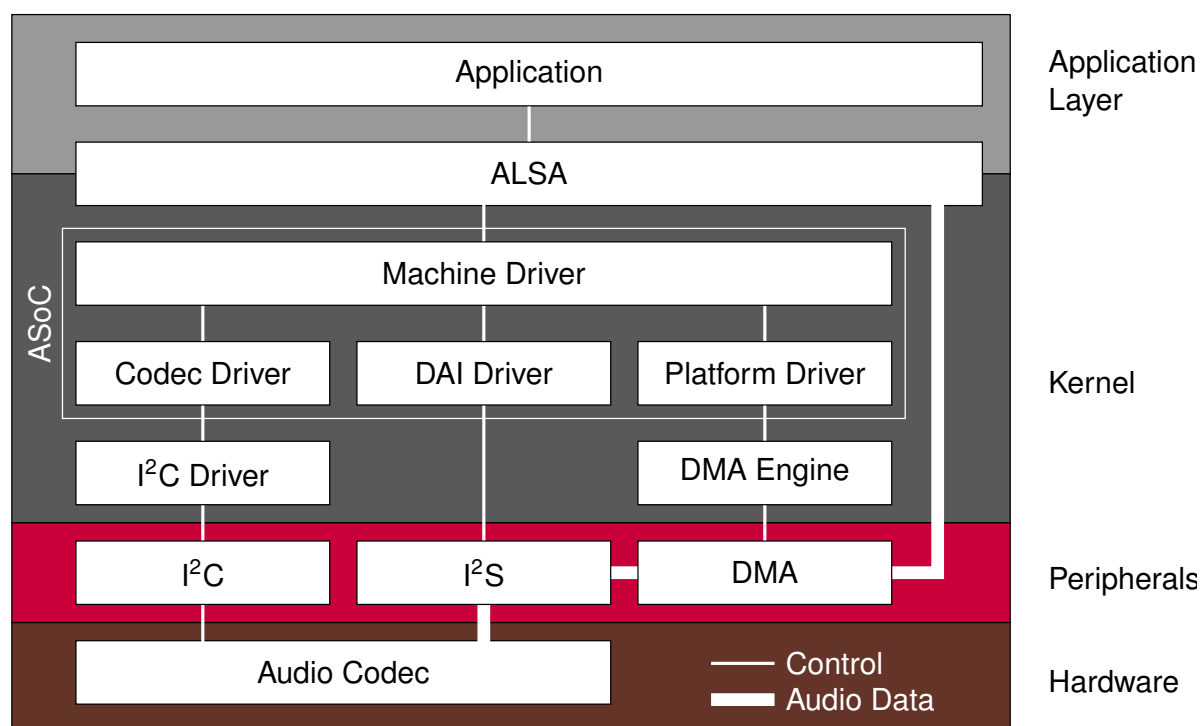 Application
Application
Layer
ALSA
ASoC
Machine Driver
Codec Driver
DAI Driver
Platform Driver
Kernel
I²C Driver
DMA Engine
I²C
I²S
DMA
Peripherals
Audio Codec
Control
Audio Data
Hardware